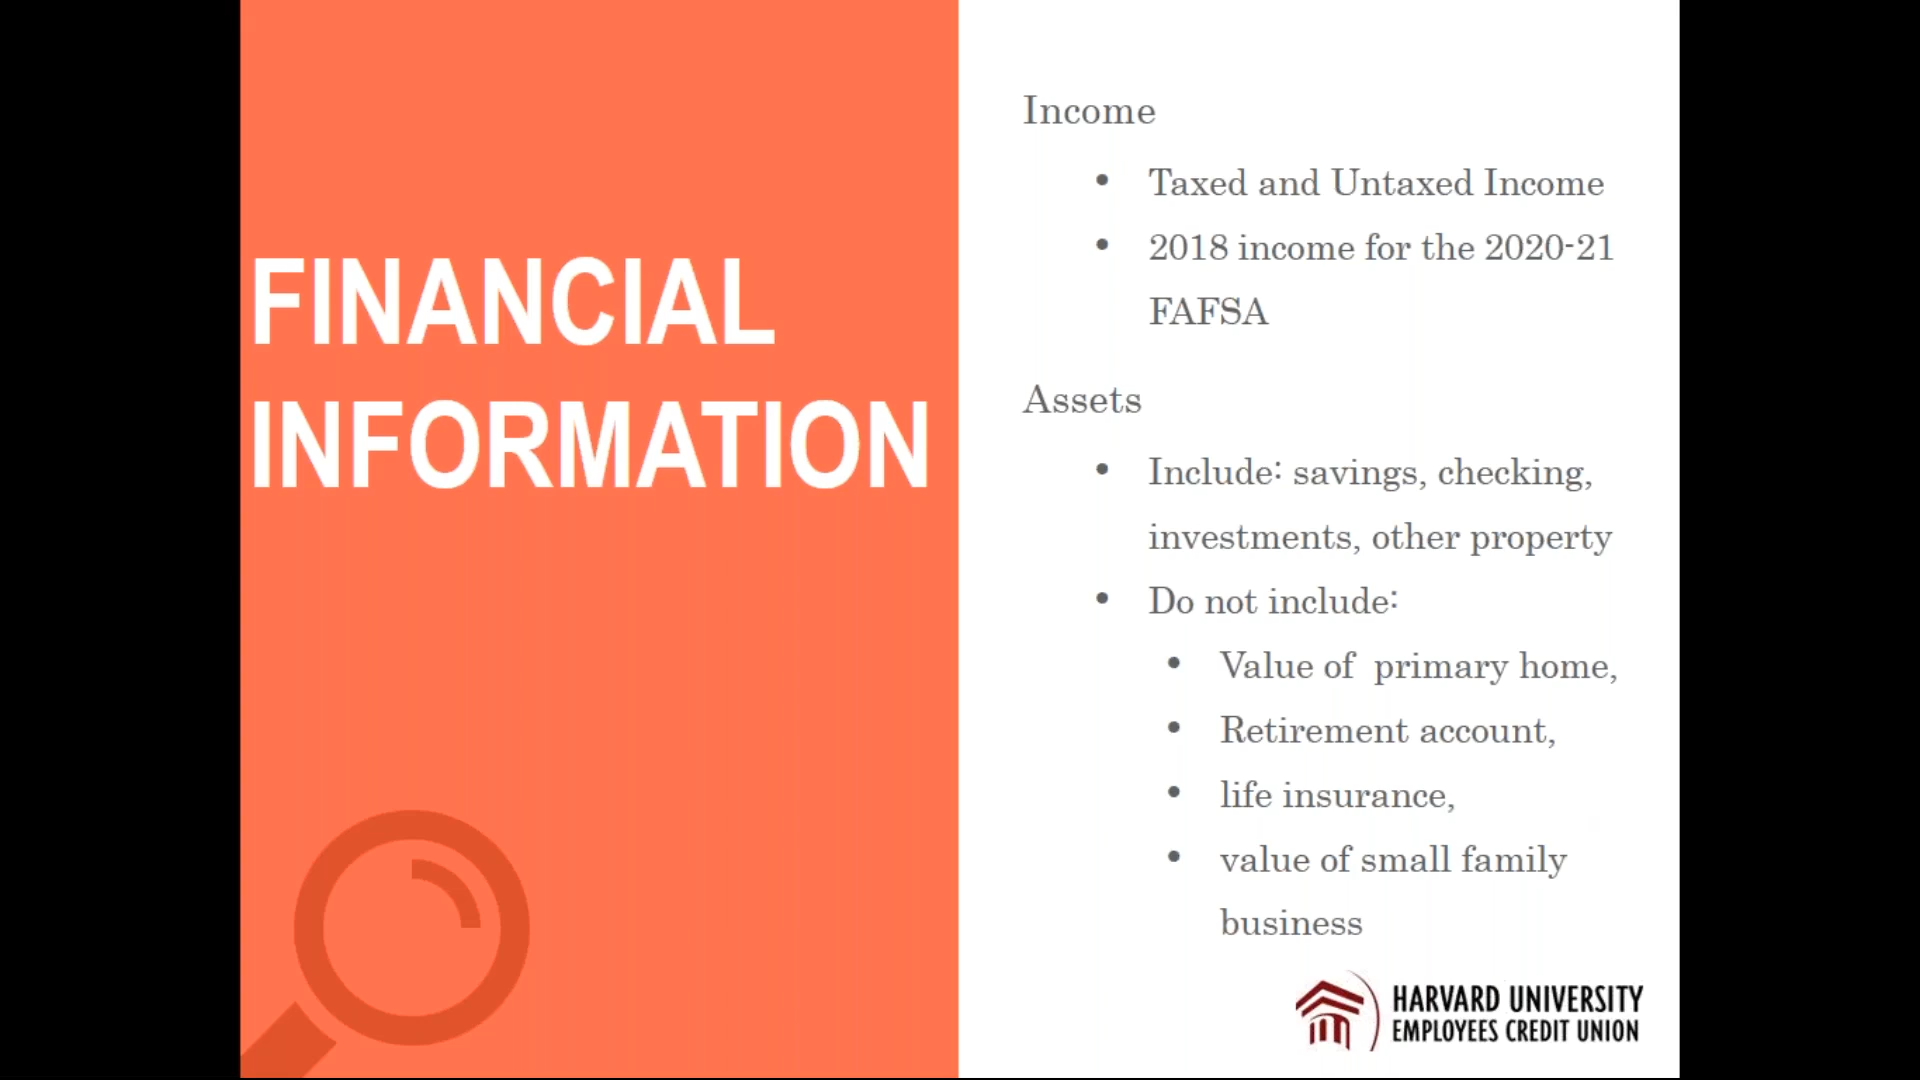 FINANCIAL
INFORMATION
Income
• Taxed and Untaxed Income
• 2018 income for the 2020-21
FAFSA
Assets
• Include: savings, checking,
investments, other property
• Do not include:
• Value of  primary home,
• Retirement account,
• life insurance,
• value of small family
business
HARVARD UNIVERSITY
EMPLOYEES CREDIT UNION